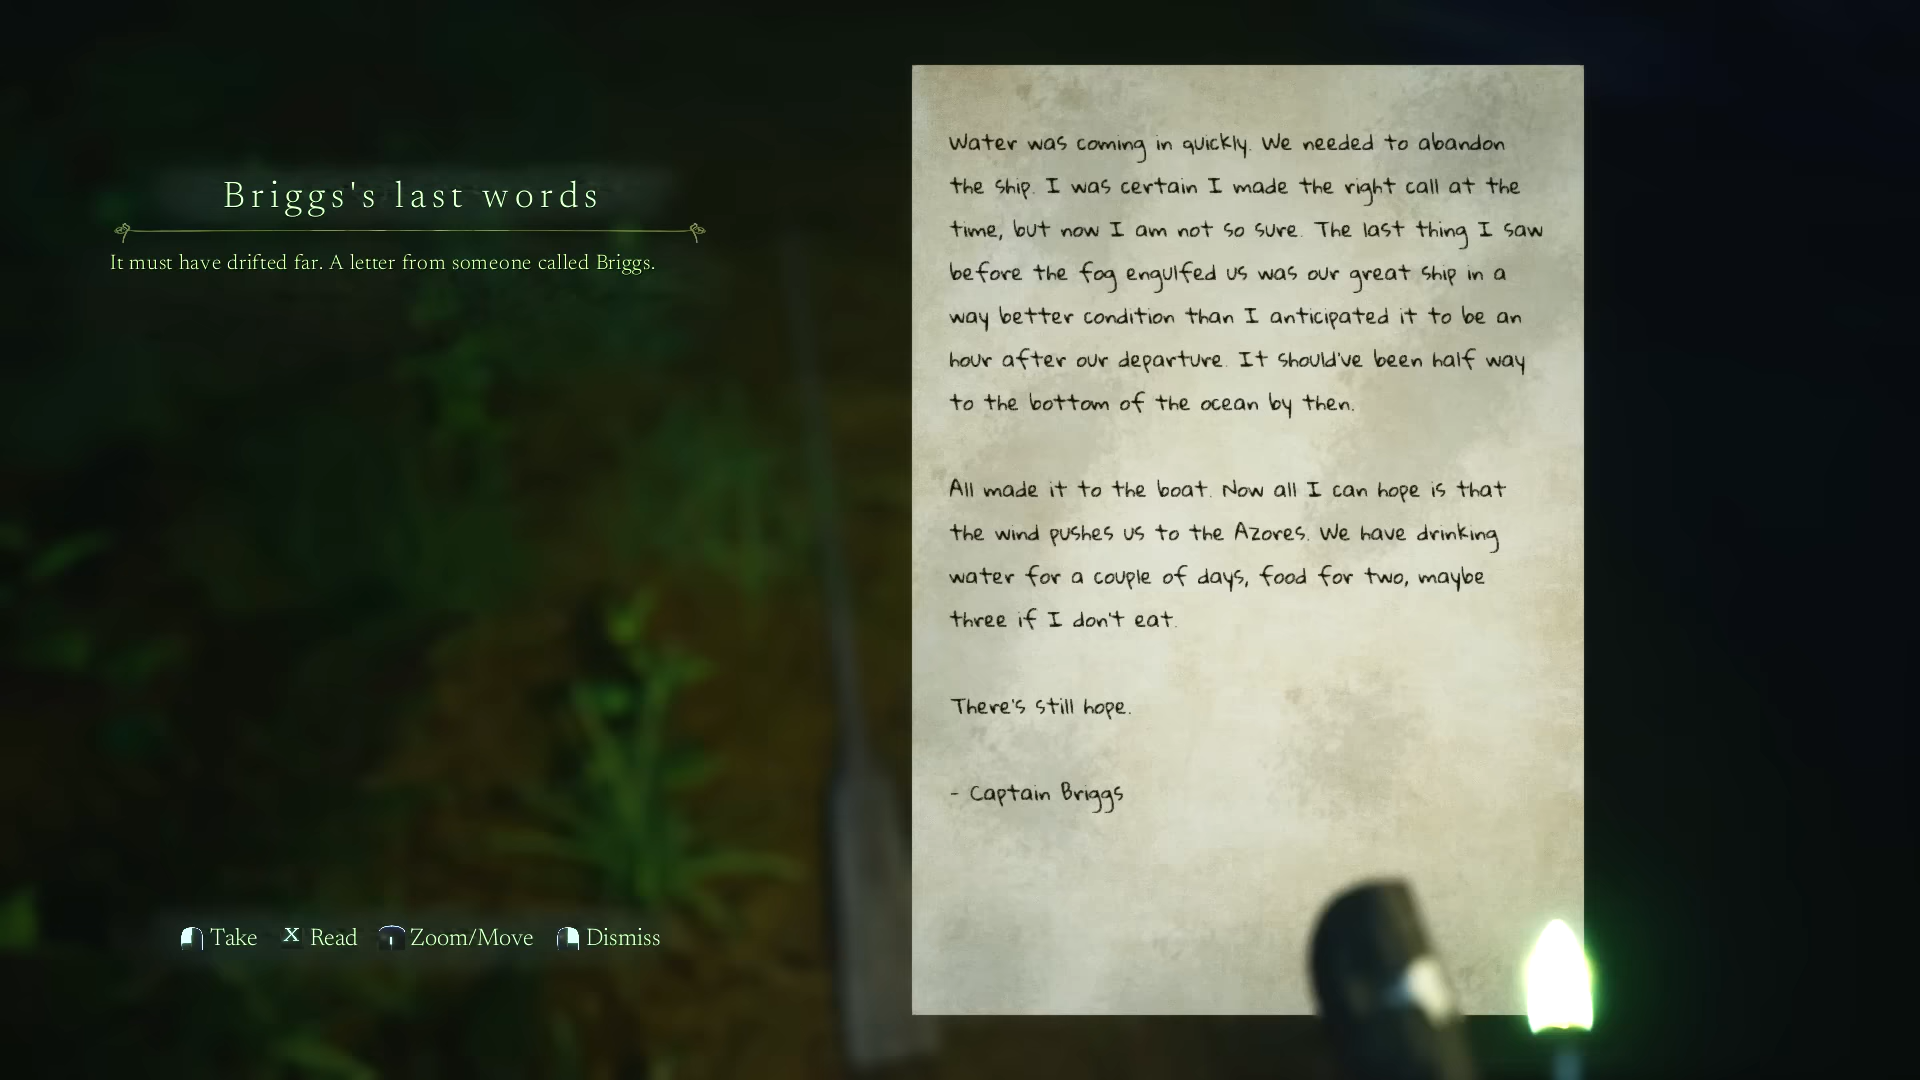 Briggs's last words
It must have drifted far. A letter from someone called Briggs.
Water was coming in quickly. We needed to abandon
the ship. I was certain I made the right call at the
time, but now I am not so sure. The last thing I saw
before the fog engulfed us was our great ship in a
way better condition than I anticipated it to be an
hour after our departure. It should've been half way
to the bottom of the ocean by then.
All made it to the boat. Now all I can hope is that
the wind pushes us to the Azores. We have drinking
water for a couple of days, food for two, maybe
three if I don't eat.
There's still hope.
- Captain Briggs
Take X Read Zoom/Move Dismiss